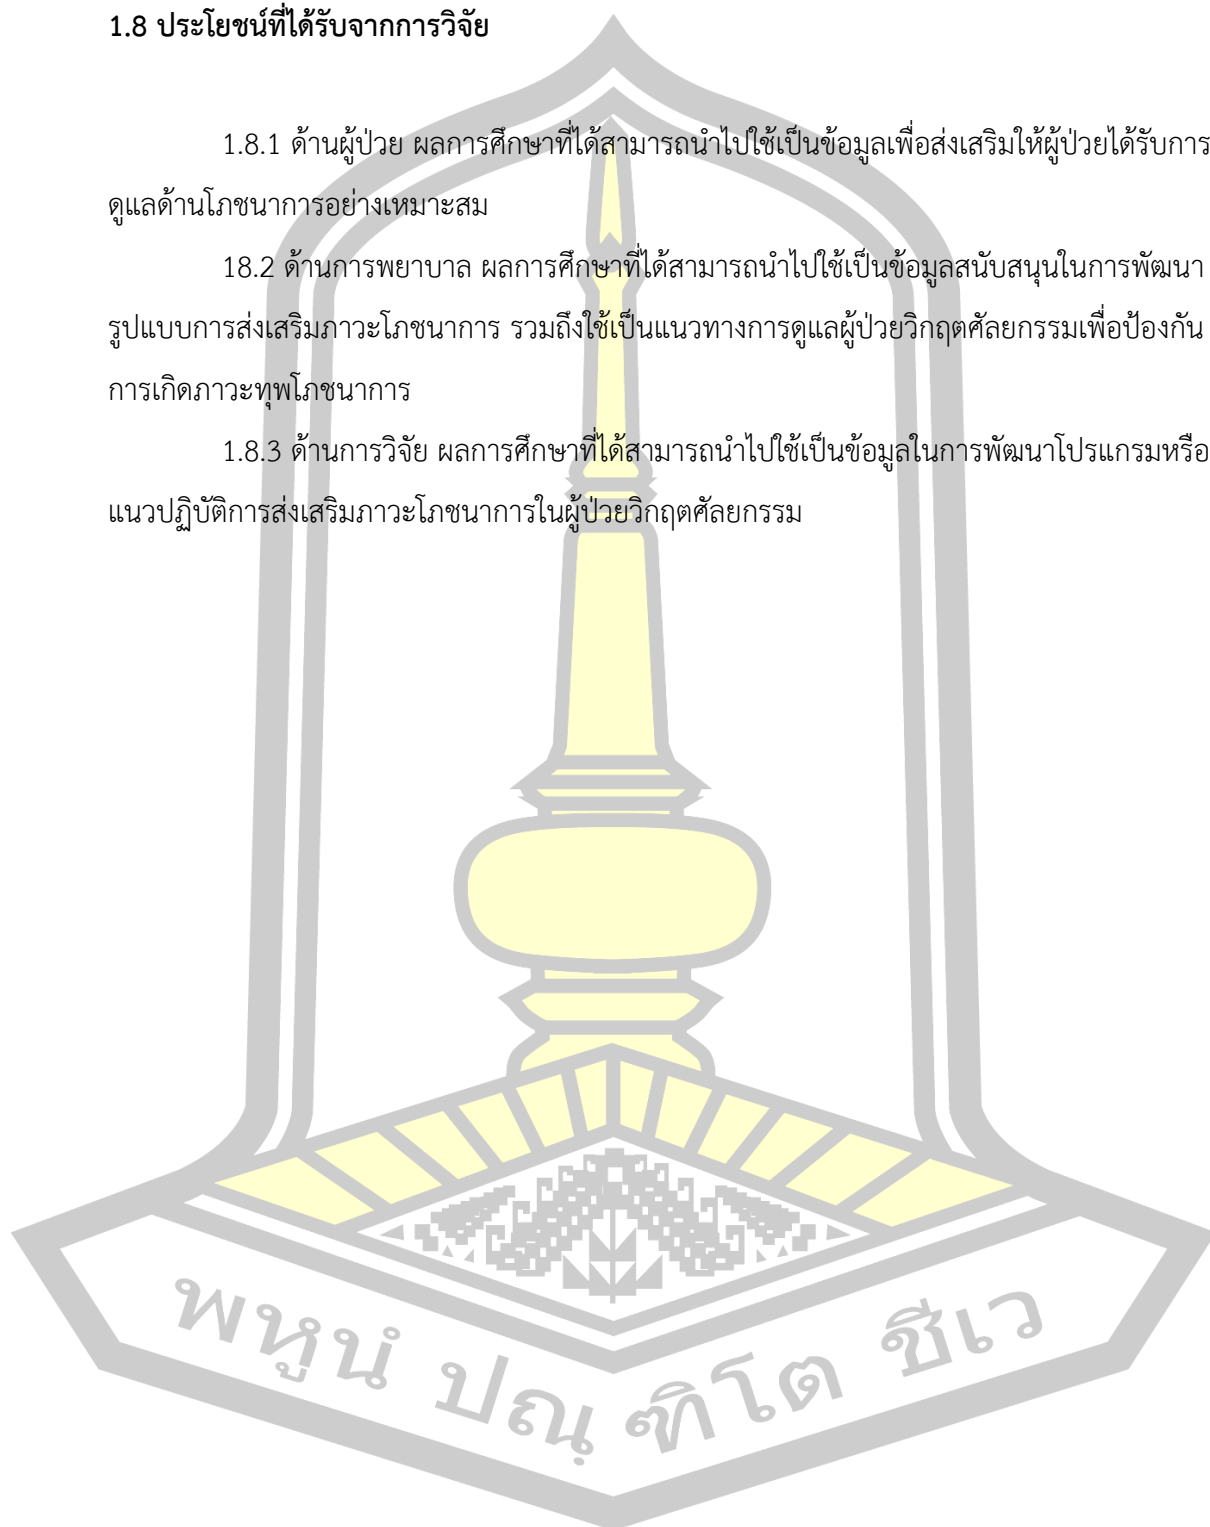 1.8 ประโยชน์ที่ได้รับจากการวิจัย
1.8.1 ด้านผู้ป่วย ผลการศึกษาที่ได้สามารถนำไปใช้เป็นข้อมูลเพื่อส่งเสริมให้ผู้ป่วยได้รับการ
ดูแลด้านโภชนาการอย่างเหมาะสม
18.2 ด้านการพยาบาล ผลการศึกษาที่ได้สามารถนำไปใช้เป็นข้อมูลสนับสนุนในการพัฒนา
รูปแบบการส่งเสริมภาวะโภชนาการ รวมถึงใช้เป็นแนวทางการดูแลผู้ป่วยวิกฤตศัลยกรรมเพื่อป้องกัน
การเกิดภาวะทุพโภชนาการ
1.8.3 ด้านการวิจัย ผลการศึกษาที่ได้สามารถนำไปใช้เป็นข้อมูลในการพัฒนาโปรแกรมหรือ
แนวปฏิบัติการส่งเสริมภาวะโภชนาการในผู้ป่วยวิกฤตศัลยกรรม
พหูนํ ปณฺฑิโต ชีเว